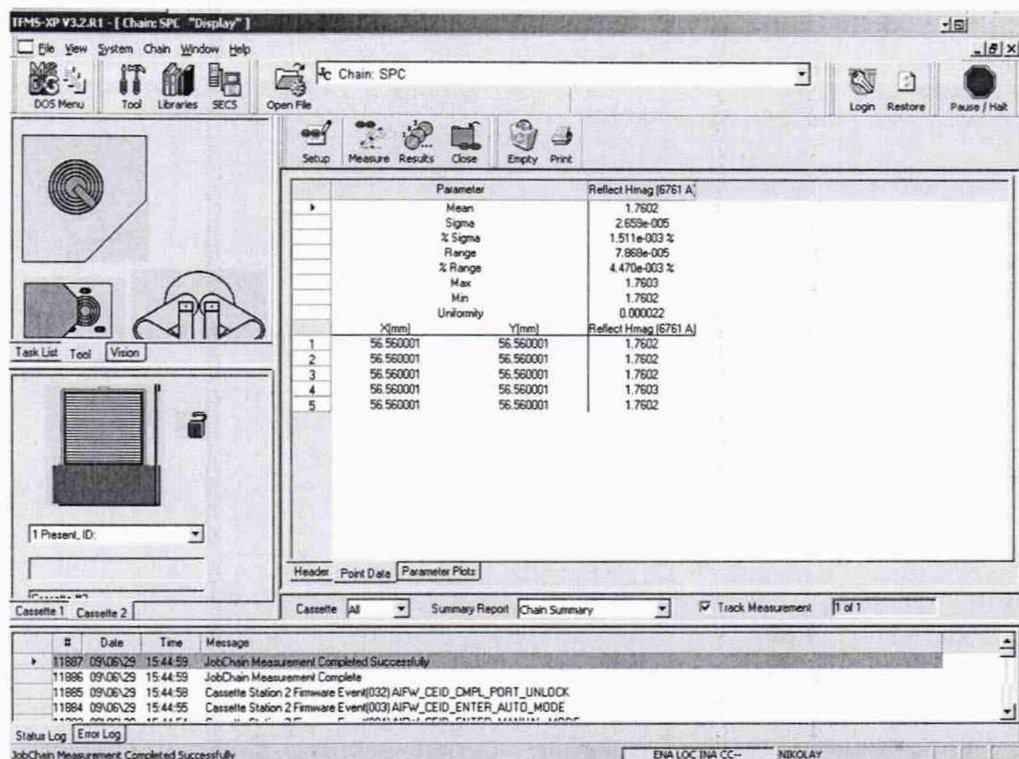 TFMS-XP V3.2.R1 - [ Chain: SPC "Display" ]
File View System Chain Window Help
DOS Menu Tool Libraries SECS Open File Chain: SPC Login Restore Pause / Halt
Setup Measure Results Close Empty Print
Parameter Reflect Hmag [6761 A]
Mean 1.7602
Sigma 2.659e-005
% Sigma 1.511e-003 %
Range 7.868e-005
% Range 4.470e-003 %
Max 1.7603
Min 1.7602
Uniformity 0.000022
X[mm] Y[mm] Reflect Hmag [6761 A]
1 56.560001 56.560001 1.7602
2 56.560001 56.560001 1.7602
3 56.560001 56.560001 1.7602
4 56.560001 56.560001 1.7603
5 56.560001 56.560001 1.7602
Task List Tool Vision
1 Present, ID:
Cassette 1 Cassette 2
Header Point Data Parameter Plots
Cassette All Summary Report Chain Summary Track Measurement 1 of 1
# Date Time Message
11887 09\06\29 15:44:59 JobChain Measurement Completed Successfully
11886 09\06\29 15:44:59 JobChain Measurement Complete
11885 09\06\29 15:44:58 Cassette Station 2 Firmware Event(032) AIFW_CEID_CMPL_PORT_UNLOCK
11884 09\06\29 15:44:55 Cassette Station 2 Firmware Event(003) AIFW_CEID_ENTER_AUTO_MODE
Status Log Error Log
JobChain Measurement Completed Successfully ENA LOC INA CC-- NIKOLAY